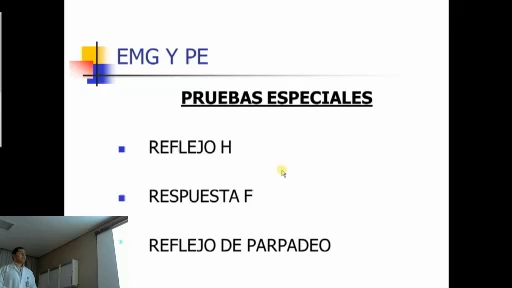 EMG Y PE
PRUEBAS ESPECIALES
REFLEJO H
RESPUESTA F
REFLEJO DE PARPADEO